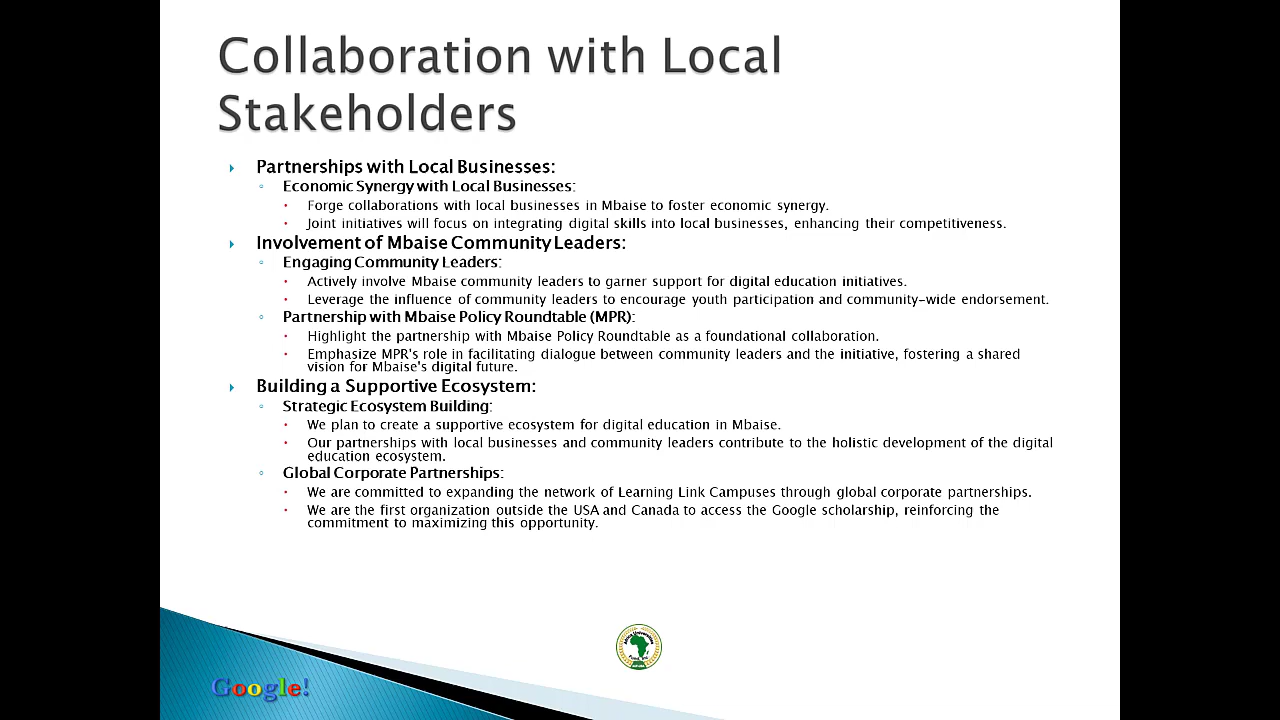 Collaboration with Local
Stakeholders
Partnerships with Local Businesses:
Economic Synergy with Local Businesses:
Forge collaborations with local businesses in Mbaise to foster economic synergy.
Joint initiatives will focus on integrating digital skills into local businesses, enhancing their competitiveness.
Involvement of Mbaise Community Leaders:
Engaging Community Leaders:
Actively involve Mbaise community leaders to garner support for digital education initiatives.
Leverage the influence of community leaders to encourage youth participation and community-wide endorsement.
Partnership with Mbaise Policy Roundtable (MPR):
Highlight the partnership with Mbaise Policy Roundtable as a foundational collaboration.
Emphasize MPR's role in facilitating dialogue between community leaders and the initiative, fostering a shared
vision for Mbaise's digital future.
Building a Supportive Ecosystem:
Strategic Ecosystem Building:
We plan to create a supportive ecosystem for digital education in Mbaise.
Our partnerships with local businesses and community leaders contribute to the holistic development of the digital
education ecosystem.
Global Corporate Partnerships:
We are committed to expanding the network of Learning Link Campuses through global corporate partnerships.
We are the first organization outside the USA and Canada to access the Google scholarship, reinforcing the
commitment to maximizing this opportunity.
Google!